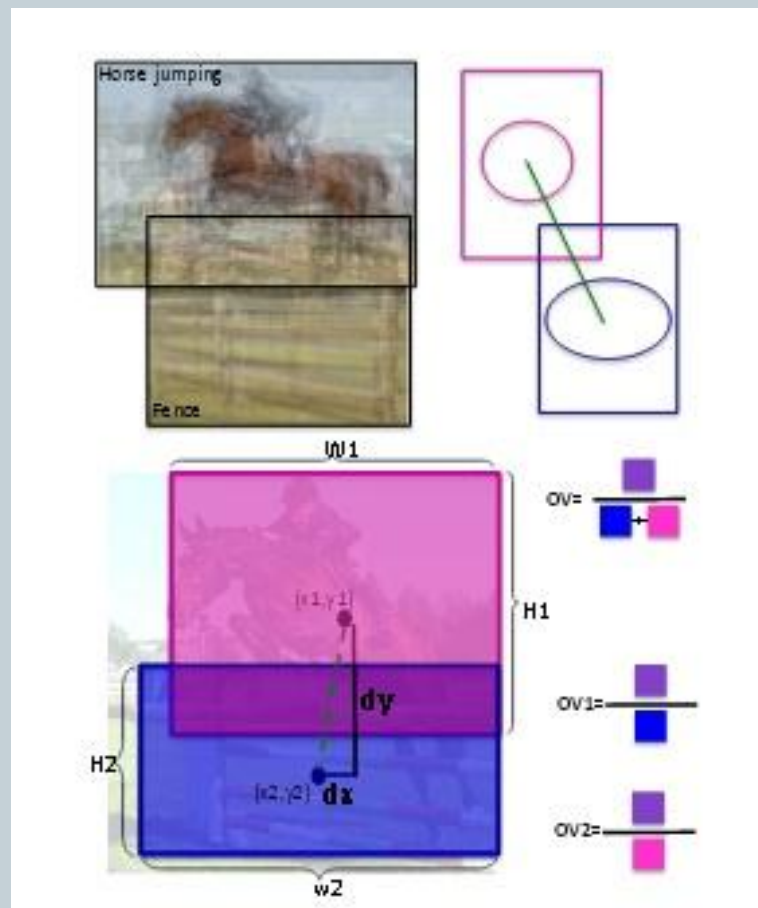 Horse jumping
Fence
W1
OV=
+
(x1,y1)
H1
dy
OV1=
H2
(x2,y2)
dx
OV2=
w2